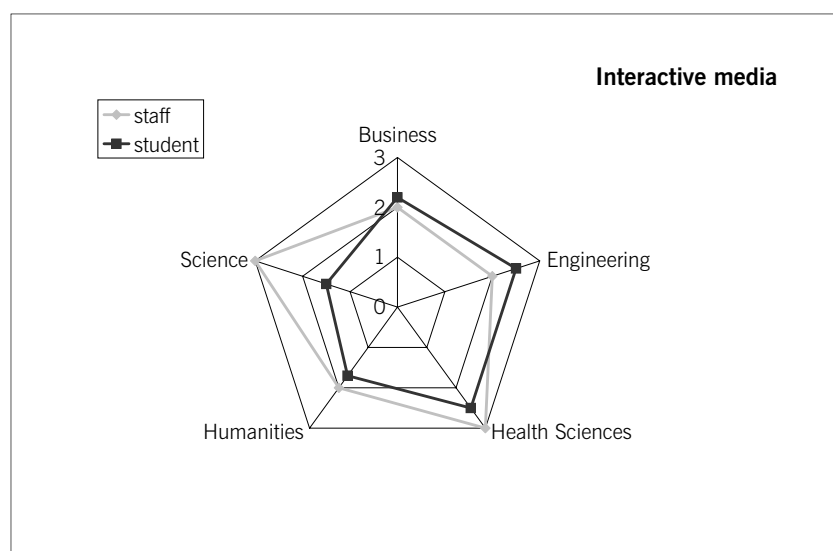 Interactive media
staff
student
Business
3
2
1
0
Science
Engineering
Humanities
Health Sciences